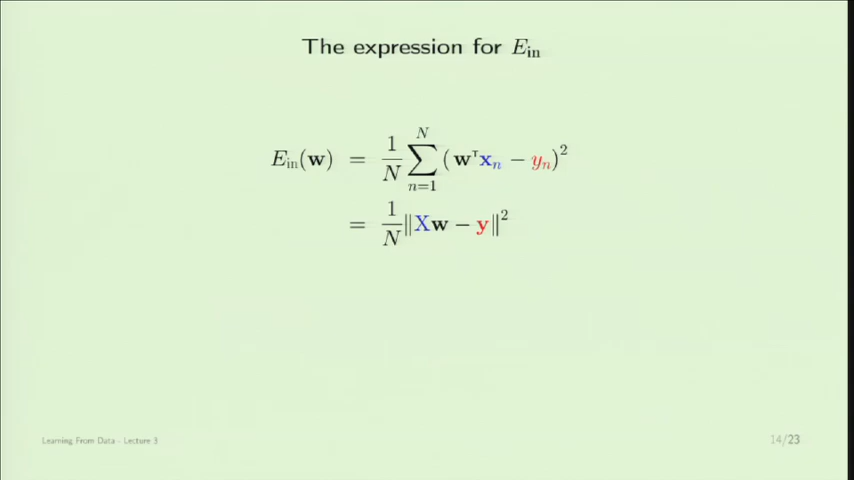 The expression for E_in
E_in(w) = 1/N ∑_{n=1}^{N} (wᵀx_n − y_n)²
= 1/N ‖Xw − y‖²
Learning From Data - Lecture 3
14/23